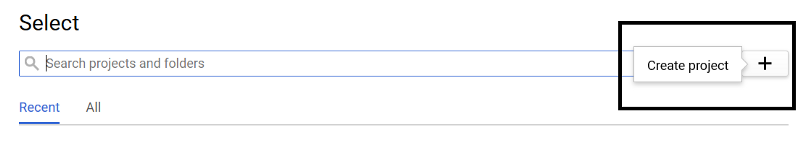 Select
Search projects and folders
Create project
Recent
All